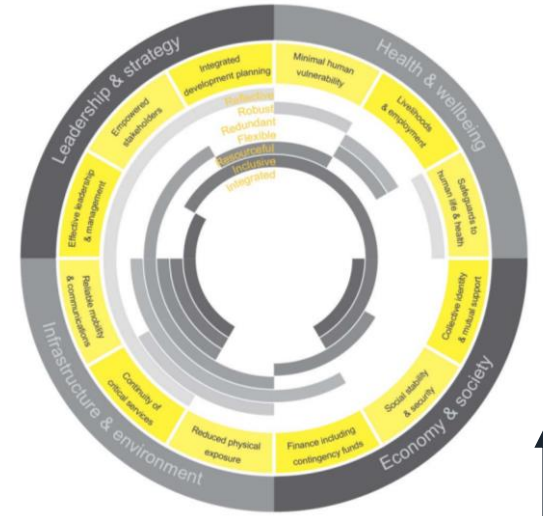 Leadership & strategy
Health & wellbeing
Economy & society
Infrastructure & environment
Minimal human
vulnerability
Livelihoods
& employment
Safeguards to
human life & health
Collective identity
& mutual support
Social stability
& security
Finance including
contingency funds
Reduced physical
exposure
Continuity of
critical services
Reliable mobility
& communications
Effective leadership
& management
Empowered
stakeholders
Integrated
development planning
Reflective
Robust
Redundant
Flexible
Resourceful
Inclusive
Integrated